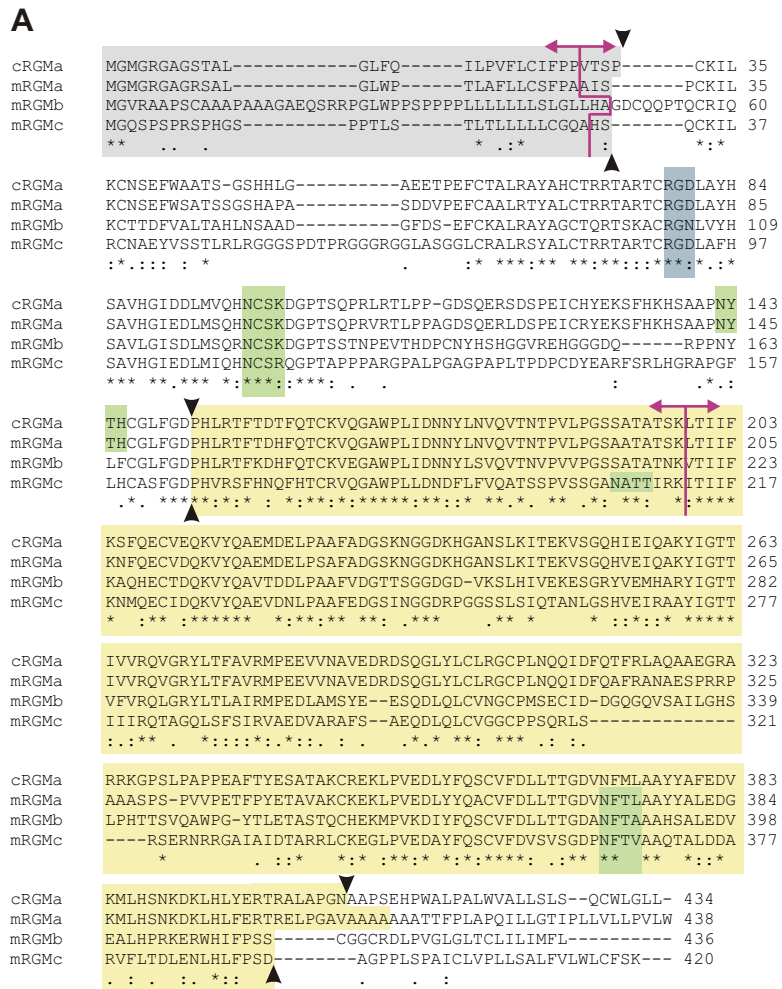 A
cRGMa MGMGRGAGSTAL------------GLFQ------ILPVFLCIFPPVTSP-------CKIL 35
mRGMa MGMGRGAGRSAL------------GLWP------TLAFLLCSFPAAIS-------PCKIL 35
mRGMb MGVRAAPSCAAAPAAAGAEQSRRPGLWPPSPPPPLLLLLLLSLGLLHAGDCQQPTQCRIQ 60
mRGMc MGQSPSPRSPHGS-----------PPTLS-----TLTLLLLLCGQAHS-------QCKIL 37
** . . * .:* : *:*
cRGMa KCNSEFWAATS-GSHHLG----------AEETPEFCTALRAYAHCTRRTARTCRGDLAYH 84
mRGMa KCNSEFWSATSSGSHAPA----------SDDVPEFCAALRTYALCTRRTARTCRGDLAYH 85
mRGMb KCTTDFVALTAHLNSAAD----------GFDS-EFCKALRAYAGCTQRTSKACRGNLVYH 109
mRGMc RCNAEYVSSTLRLRGGGSPDTPRGGGRGGLASGGLCRALRSYALCTRRTARTCRGDLAFH 97
:*.::: : * . :* ***:** **:**::***:*.:*
cRGMa SAVHGIDDLMVQHNCSKDGPTSQPRLRTLPP-GDSQERSDSPEICHYEKSFHKHSAAPNY 143
mRGMa SAVHGIEDLMVQHNCSKDGPTSQPRVRTLPPAGDSQERLDSPEICHYEKSFHKHSAAPNY 145
mRGMb SAVLGISDLMSQRNCSKDGPTSSTNPEVTHDPCNYHSHGGVREHGGGDQ------RPPNY 163
mRGMc SAVHGIEDLMIQHNCSRQGPTAPPPARGPALPGAGPAPLTPDPCDYEARFSRLHGRAPGF 157
*** **.*** *:***::***: . . : .*.:
cRGMa THCGLFGDPHLRTFTDTFQTCKVQGAWPLIDNNYLNVQVTNTPVLPGSSATATSKLTIIF 203
mRGMa THCGLFGDPHLRTFTDHFQTCKVQGAWPLIDNNYLNVQVTNTPVLPGSAATATSKLTIIF 205
mRGMb LFCGLFGDPHLRTFKDHFQTCKVEGAWPLIDNNYLSVQVTNVPVVPGSSATATNKVTIIF 223
mRGMc LHCASFGDPHVRSFHNQFHTCRVQGAWPLLDNDFLFVQATSSPVSSGANATTIRKITIIF 217
.*. *****:*:* : *:**:*:*****:**::* **.*. ** .*: **: *:****
cRGMa KSFQECVEQKVYQAEMDELPAAFADGSKNGGDKHGANSLKITEKVSGQHIEIQAKYIGTT 263
mRGMa KNFQECVDQKVYQAEMDELPSAFADGSKNGGDKHGANSLKITEKVSGQHVEIQAKYIGTT 265
mRGMb KAQHECTDQKVYQAVTDDLPAAFVDGTTSGGDGD-VKSLHIVEKESGRYVEMHARYIGTT 282
mRGMc KNMQECIDQKVYQAEVDNLPAAFEDGSINGGDRPGGSSLSIQTANLGSHVEIRAAYIGTT 277
* :** :****** *:**:** **: .*** .** * * ::*::* *****
cRGMa IVVRQVGRYLTFAVRMPEEVVNAVEDRDSQGLYLCLRGCPLNQQIDFQTFRLAQAAEGRA 323
mRGMa IVVRQVGRYLTFAVRMPEEVVNAVEDRDSQGLYLCLRGCPLNQQIDFQAFRANAESPRRP 325
mRGMb VFVRQLGRYLTLAIRMPEDLAMSYE--ESQDLQLCVNGCPMSECID-DGQGQVSAILGHS 339
mRGMc IIIRQTAGQLSFSIRVAEDVARAFS--AEQDLQLCVGGCPPSQRLS-------------- 321
:.:** . *::::*:.*::. : . .*.* **: *** .: :.
cRGMa RRKGPSLPAPPEAFTYESATAKCREKLPVEDLYFQSCVFDLLTTGDVNFMLAAYYAFEDV 383
mRGMa AAASPS-PVVPETFPYETAVAKCKEKLPVEDLYYQACVFDLLTTGDVNFTLAAYYALEDG 384
mRGMb LPHTTSVQAWPG-YTLETASTQCHEKMPVKDIYFQSCVFDLLTTGDANFTAAAHSALEDV 398
mRGMc ----RSERNRRGAIAIDTARRLCKEGLPVEDAYFQSCVFDVSVSGDPNFTVAAQTALDDA 377
* . ::* *:* :**:* *:*:****: .:** ** ** *::*
cRGMa KMLHSNKDKLHLYERTRALAPGNAAPSEHPWALPALWVALLSLS--QCWLGLL- 434
mRGMa KMLHSNKDKLHLFERTRELPGAVAAAAAAATTFPLAPQILLGTIPLLVLLPVLW 438
mRGMb EALHPRKERWHIFPSS------CGGCRDLPVGLGLTCLILIMFL---------- 436
mRGMc RVFLTDLENLHLFPSD------AGPPLSPAICLVPLLSALFVLWLCFSK----- 420
. : . :. *:: . . :